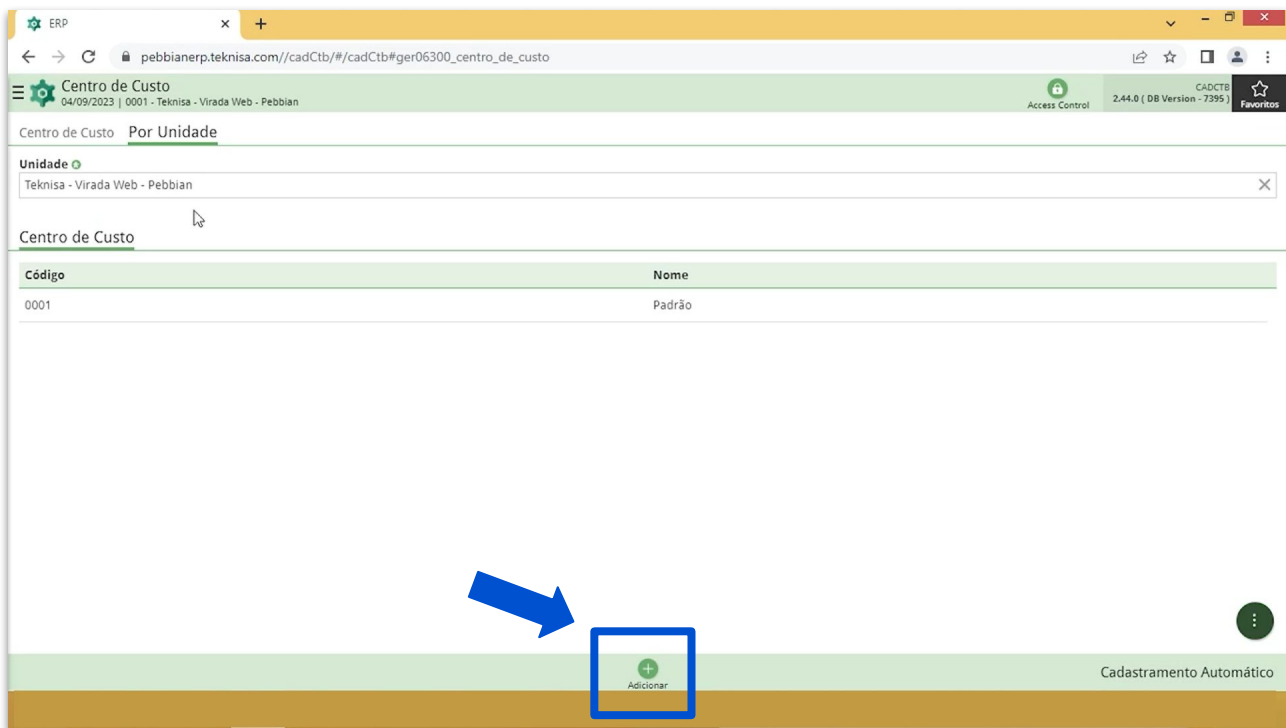 ERP
pebbianerp.teknisa.com//cadCtb/#/cadCtb#ger06300_centro_de_custo
Centro de Custo
04/09/2023 | 0001 - Teknisa - Virada Web - Pebbian
Access Control
CADCTB
2.44.0 ( DB Version - 7395 )
Favoritos
Centro de Custo Por Unidade
Unidade
Teknisa - Virada Web - Pebbian
Centro de Custo
Código Nome
0001 Padrão
Adicionar
Cadastramento Automático